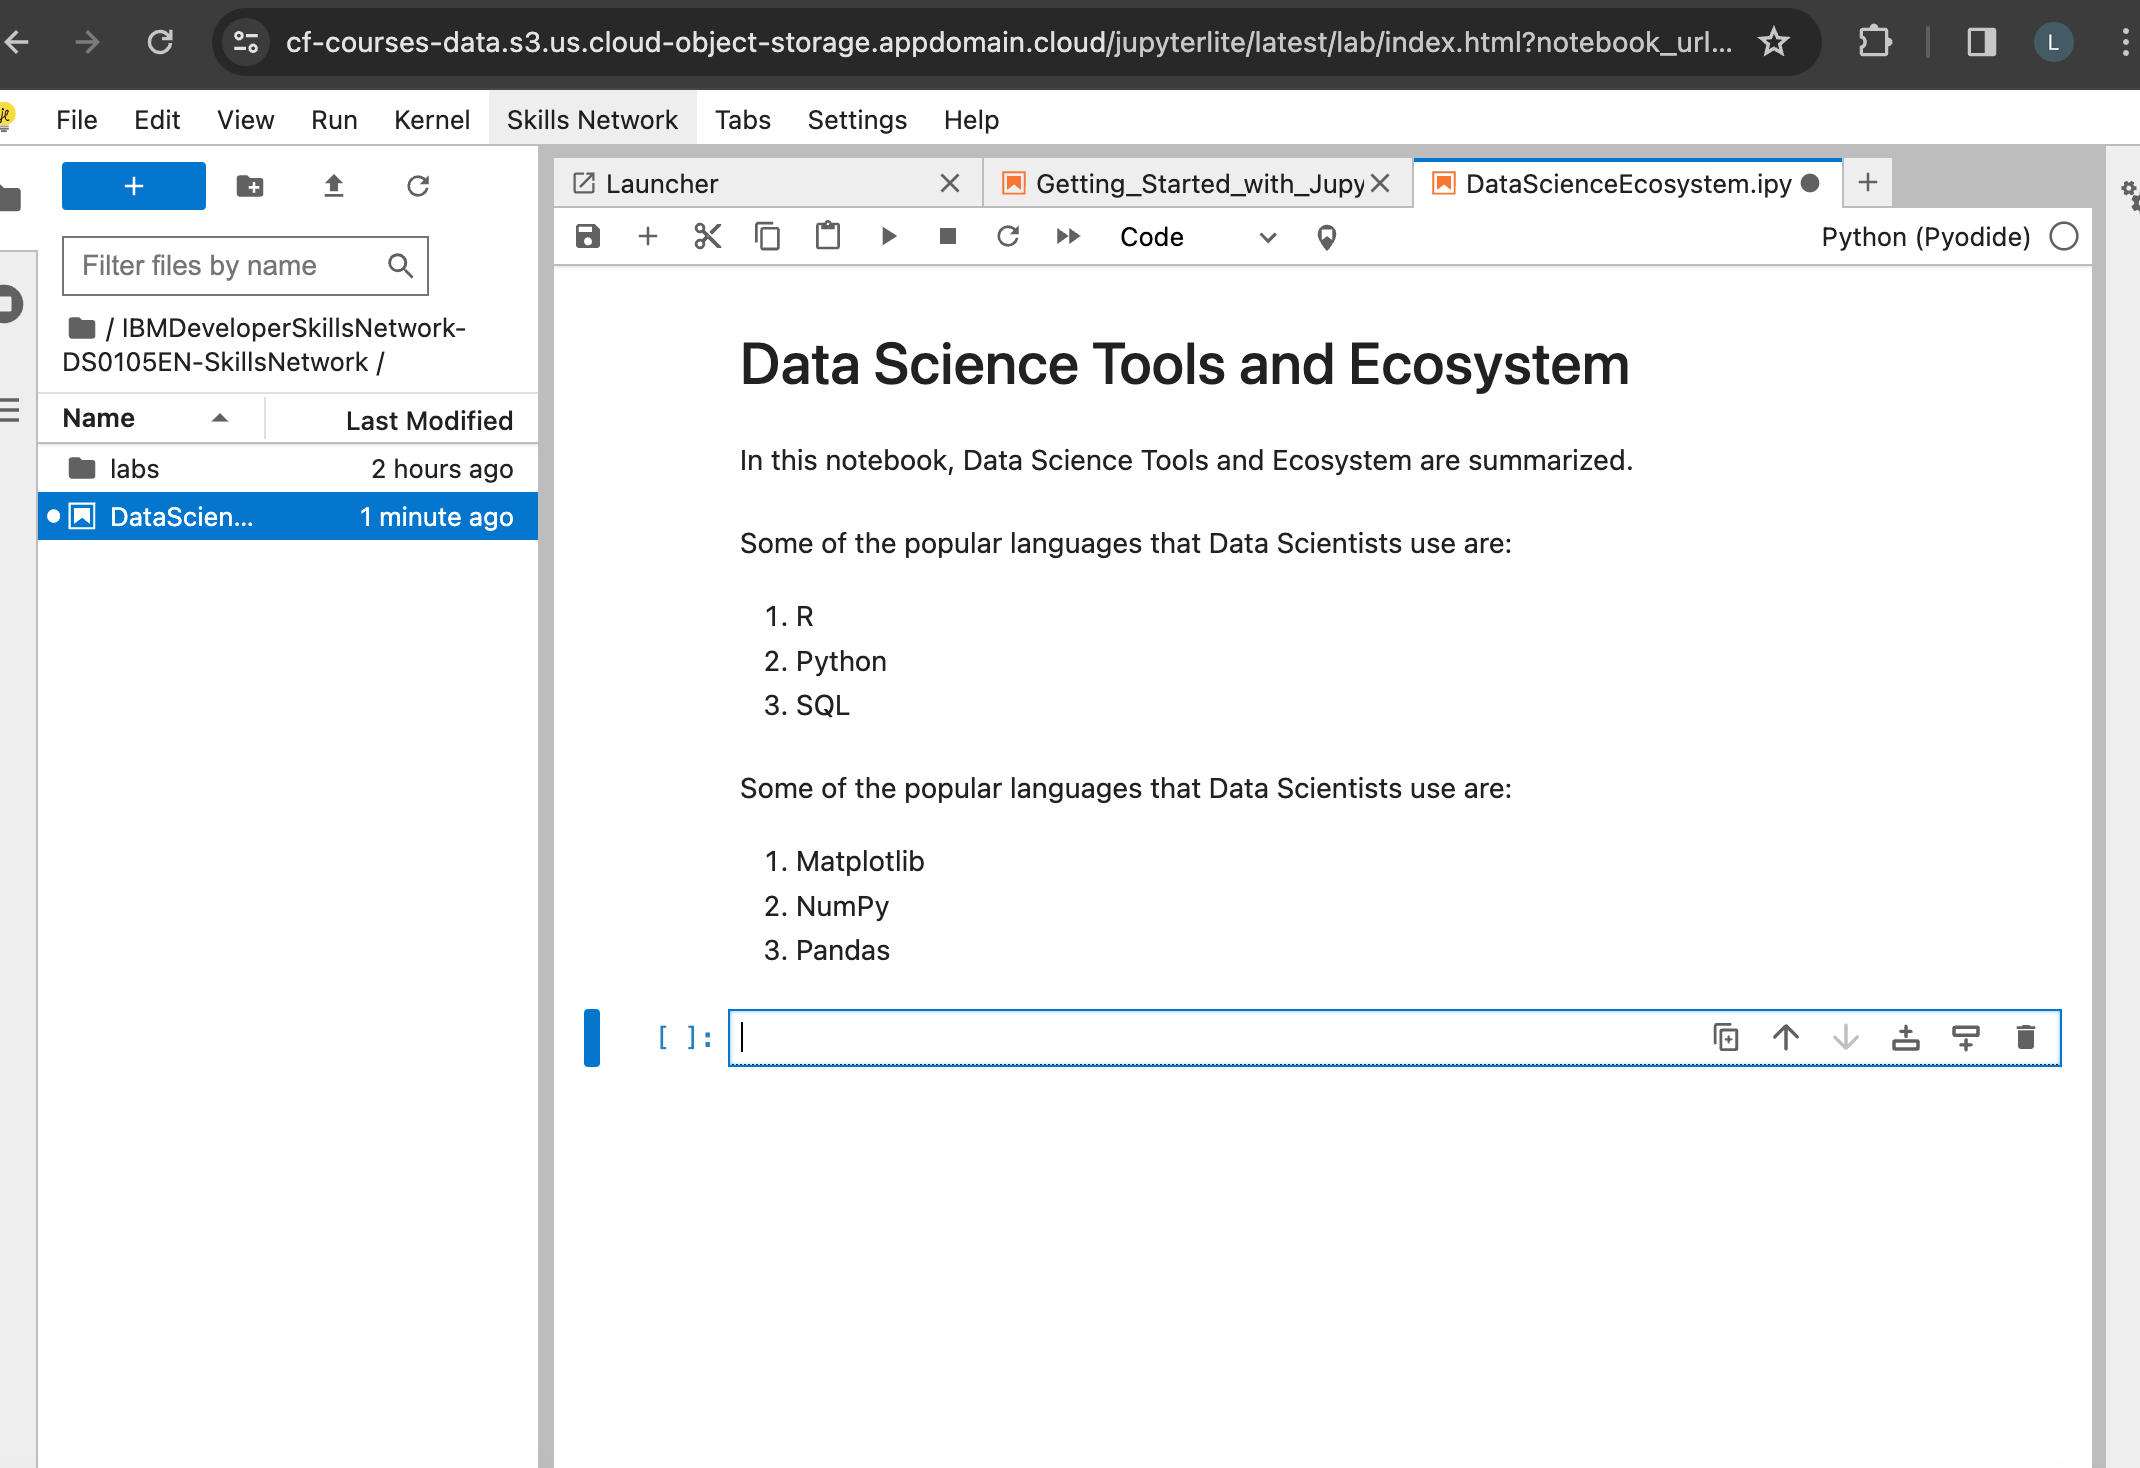 cf-courses-data.s3.us.cloud-object-storage.appdomain.cloud/jupyterlite/latest/lab/index.html?notebook_url...
L
File Edit View Run Kernel Skills Network Tabs Settings Help
Launcher
Getting_Started_with_Jupy
DataScienceEcosystem.ipy
Filter files by name
/ IBMDeveloperSkillsNetwork-
DS0105EN-SkillsNetwork /
Name Last Modified
labs 2 hours ago
DataScien... 1 minute ago
Code
Python (Pyodide)
Data Science Tools and Ecosystem
In this notebook, Data Science Tools and Ecosystem are summarized.
Some of the popular languages that Data Scientists use are:
1. R
2. Python
3. SQL
Some of the popular languages that Data Scientists use are:
1. Matplotlib
2. NumPy
3. Pandas
[ ]: